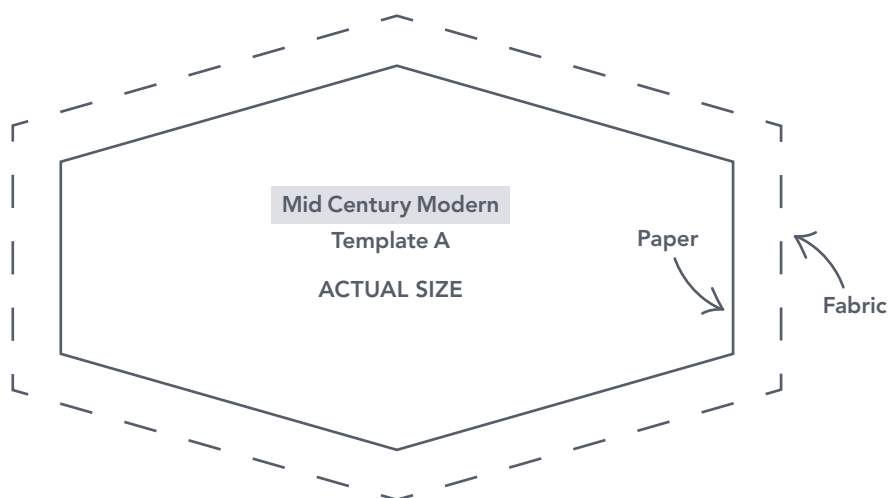 Mid Century Modern
Template A
Paper
ACTUAL SIZE
Fabric